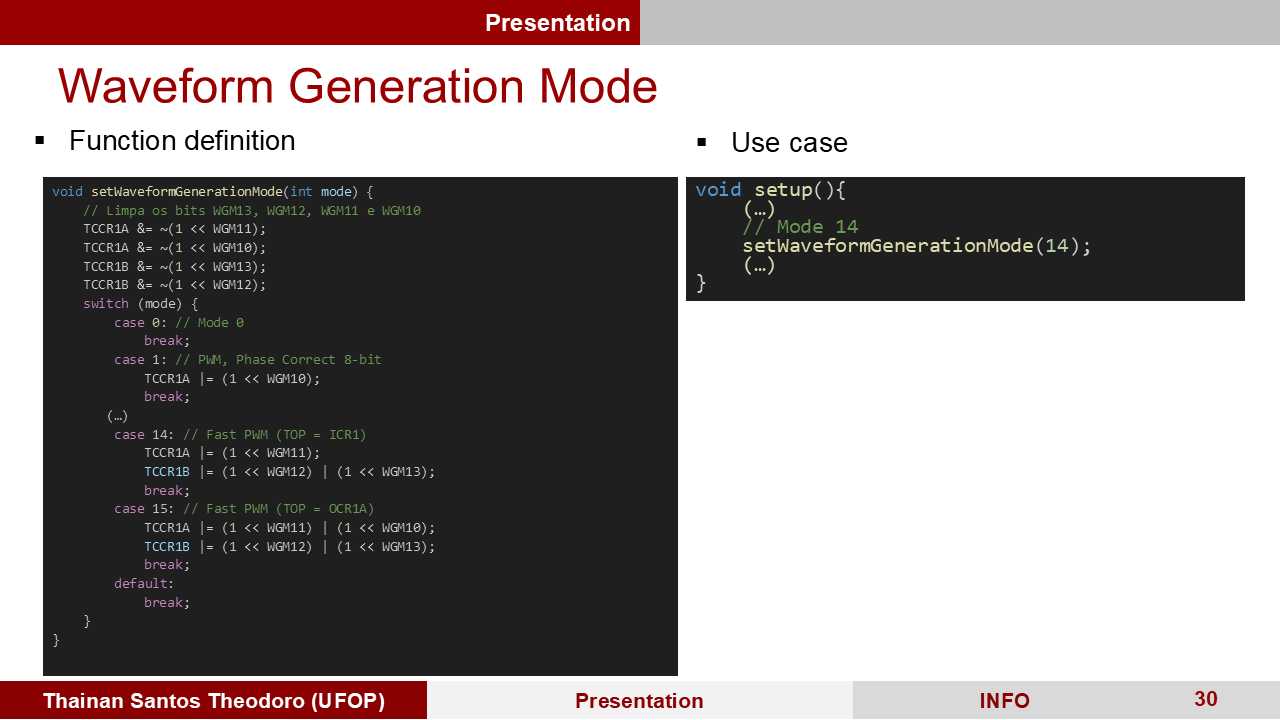 Presentation
Waveform Generation Mode
▪ Function definition
void setWaveformGenerationMode(int mode) {
    // Limpa os bits WGM13, WGM12, WGM11 e WGM10
    TCCR1A &= ~(1 << WGM11);
    TCCR1A &= ~(1 << WGM10);
    TCCR1B &= ~(1 << WGM13);
    TCCR1B &= ~(1 << WGM12);
    switch (mode) {
        case 0: // Mode 0
            break;
        case 1: // PWM, Phase Correct 8-bit
            TCCR1A |= (1 << WGM10);
            break;
       (…)
        case 14: // Fast PWM (TOP = ICR1)
            TCCR1A |= (1 << WGM11);
            TCCR1B |= (1 << WGM12) | (1 << WGM13);
            break;
        case 15: // Fast PWM (TOP = OCR1A)
            TCCR1A |= (1 << WGM11) | (1 << WGM10);
            TCCR1B |= (1 << WGM12) | (1 << WGM13);
            break;
        default:
            break;
    }
}
▪ Use case
void setup(){
    (…)
    // Mode 14
    setWaveformGenerationMode(14);
    (…)
}
Thainan Santos Theodoro (UFOP)
Presentation
INFO
30